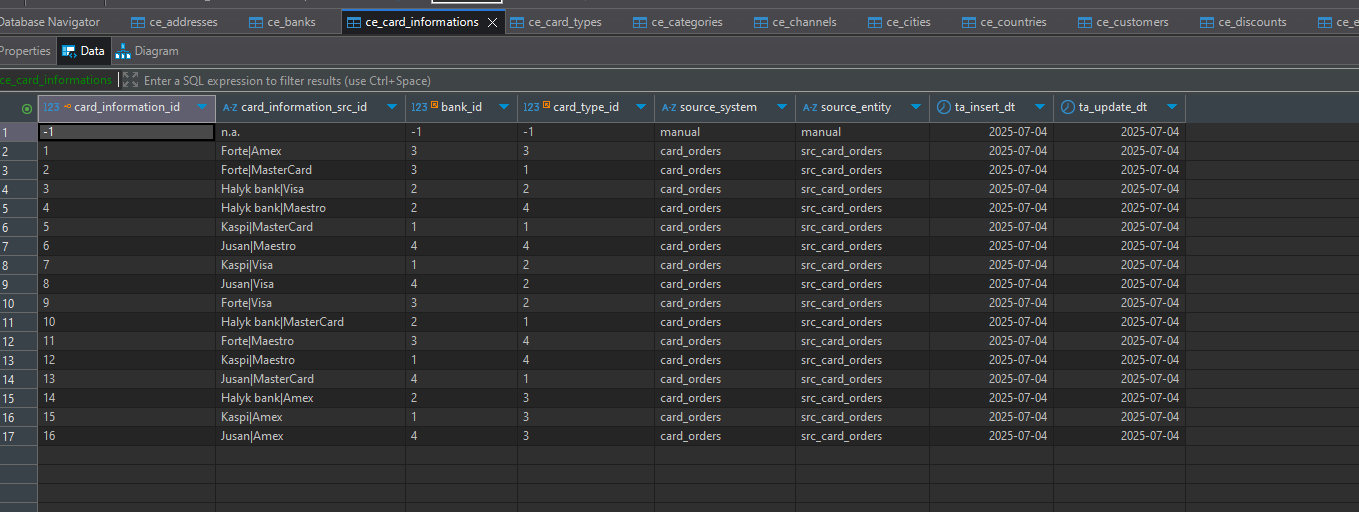 Database Navigator ce_addresses ce_banks ce_card_informations ce_card_types ce_categories ce_channels ce_cities ce_countries ce_customers ce_discounts ce_e
Properties Data Diagram
ce_card_informations Enter a SQL expression to filter results (use Ctrl+Space)
123 card_information_id A-Z card_information_src_id 123 bank_id 123 card_type_id A-Z source_system A-Z source_entity ta_insert_dt ta_update_dt
1 -1 n.a. -1 -1 manual manual 2025-07-04 2025-07-04
2 1 Forte|Amex 3 3 card_orders src_card_orders 2025-07-04 2025-07-04
3 2 Forte|MasterCard 3 1 card_orders src_card_orders 2025-07-04 2025-07-04
4 3 Halyk bank|Visa 2 2 card_orders src_card_orders 2025-07-04 2025-07-04
5 4 Halyk bank|Maestro 2 4 card_orders src_card_orders 2025-07-04 2025-07-04
6 5 Kaspi|MasterCard 1 1 card_orders src_card_orders 2025-07-04 2025-07-04
7 6 Jusan|Maestro 4 4 card_orders src_card_orders 2025-07-04 2025-07-04
8 7 Kaspi|Visa 1 2 card_orders src_card_orders 2025-07-04 2025-07-04
9 8 Jusan|Visa 4 2 card_orders src_card_orders 2025-07-04 2025-07-04
10 9 Forte|Visa 3 2 card_orders src_card_orders 2025-07-04 2025-07-04
11 10 Halyk bank|MasterCard 2 1 card_orders src_card_orders 2025-07-04 2025-07-04
12 11 Forte|Maestro 3 4 card_orders src_card_orders 2025-07-04 2025-07-04
13 12 Kaspi|Maestro 1 4 card_orders src_card_orders 2025-07-04 2025-07-04
14 13 Jusan|MasterCard 4 1 card_orders src_card_orders 2025-07-04 2025-07-04
15 14 Halyk bank|Amex 2 3 card_orders src_card_orders 2025-07-04 2025-07-04
16 15 Kaspi|Amex 1 3 card_orders src_card_orders 2025-07-04 2025-07-04
17 16 Jusan|Amex 4 3 card_orders src_card_orders 2025-07-04 2025-07-04